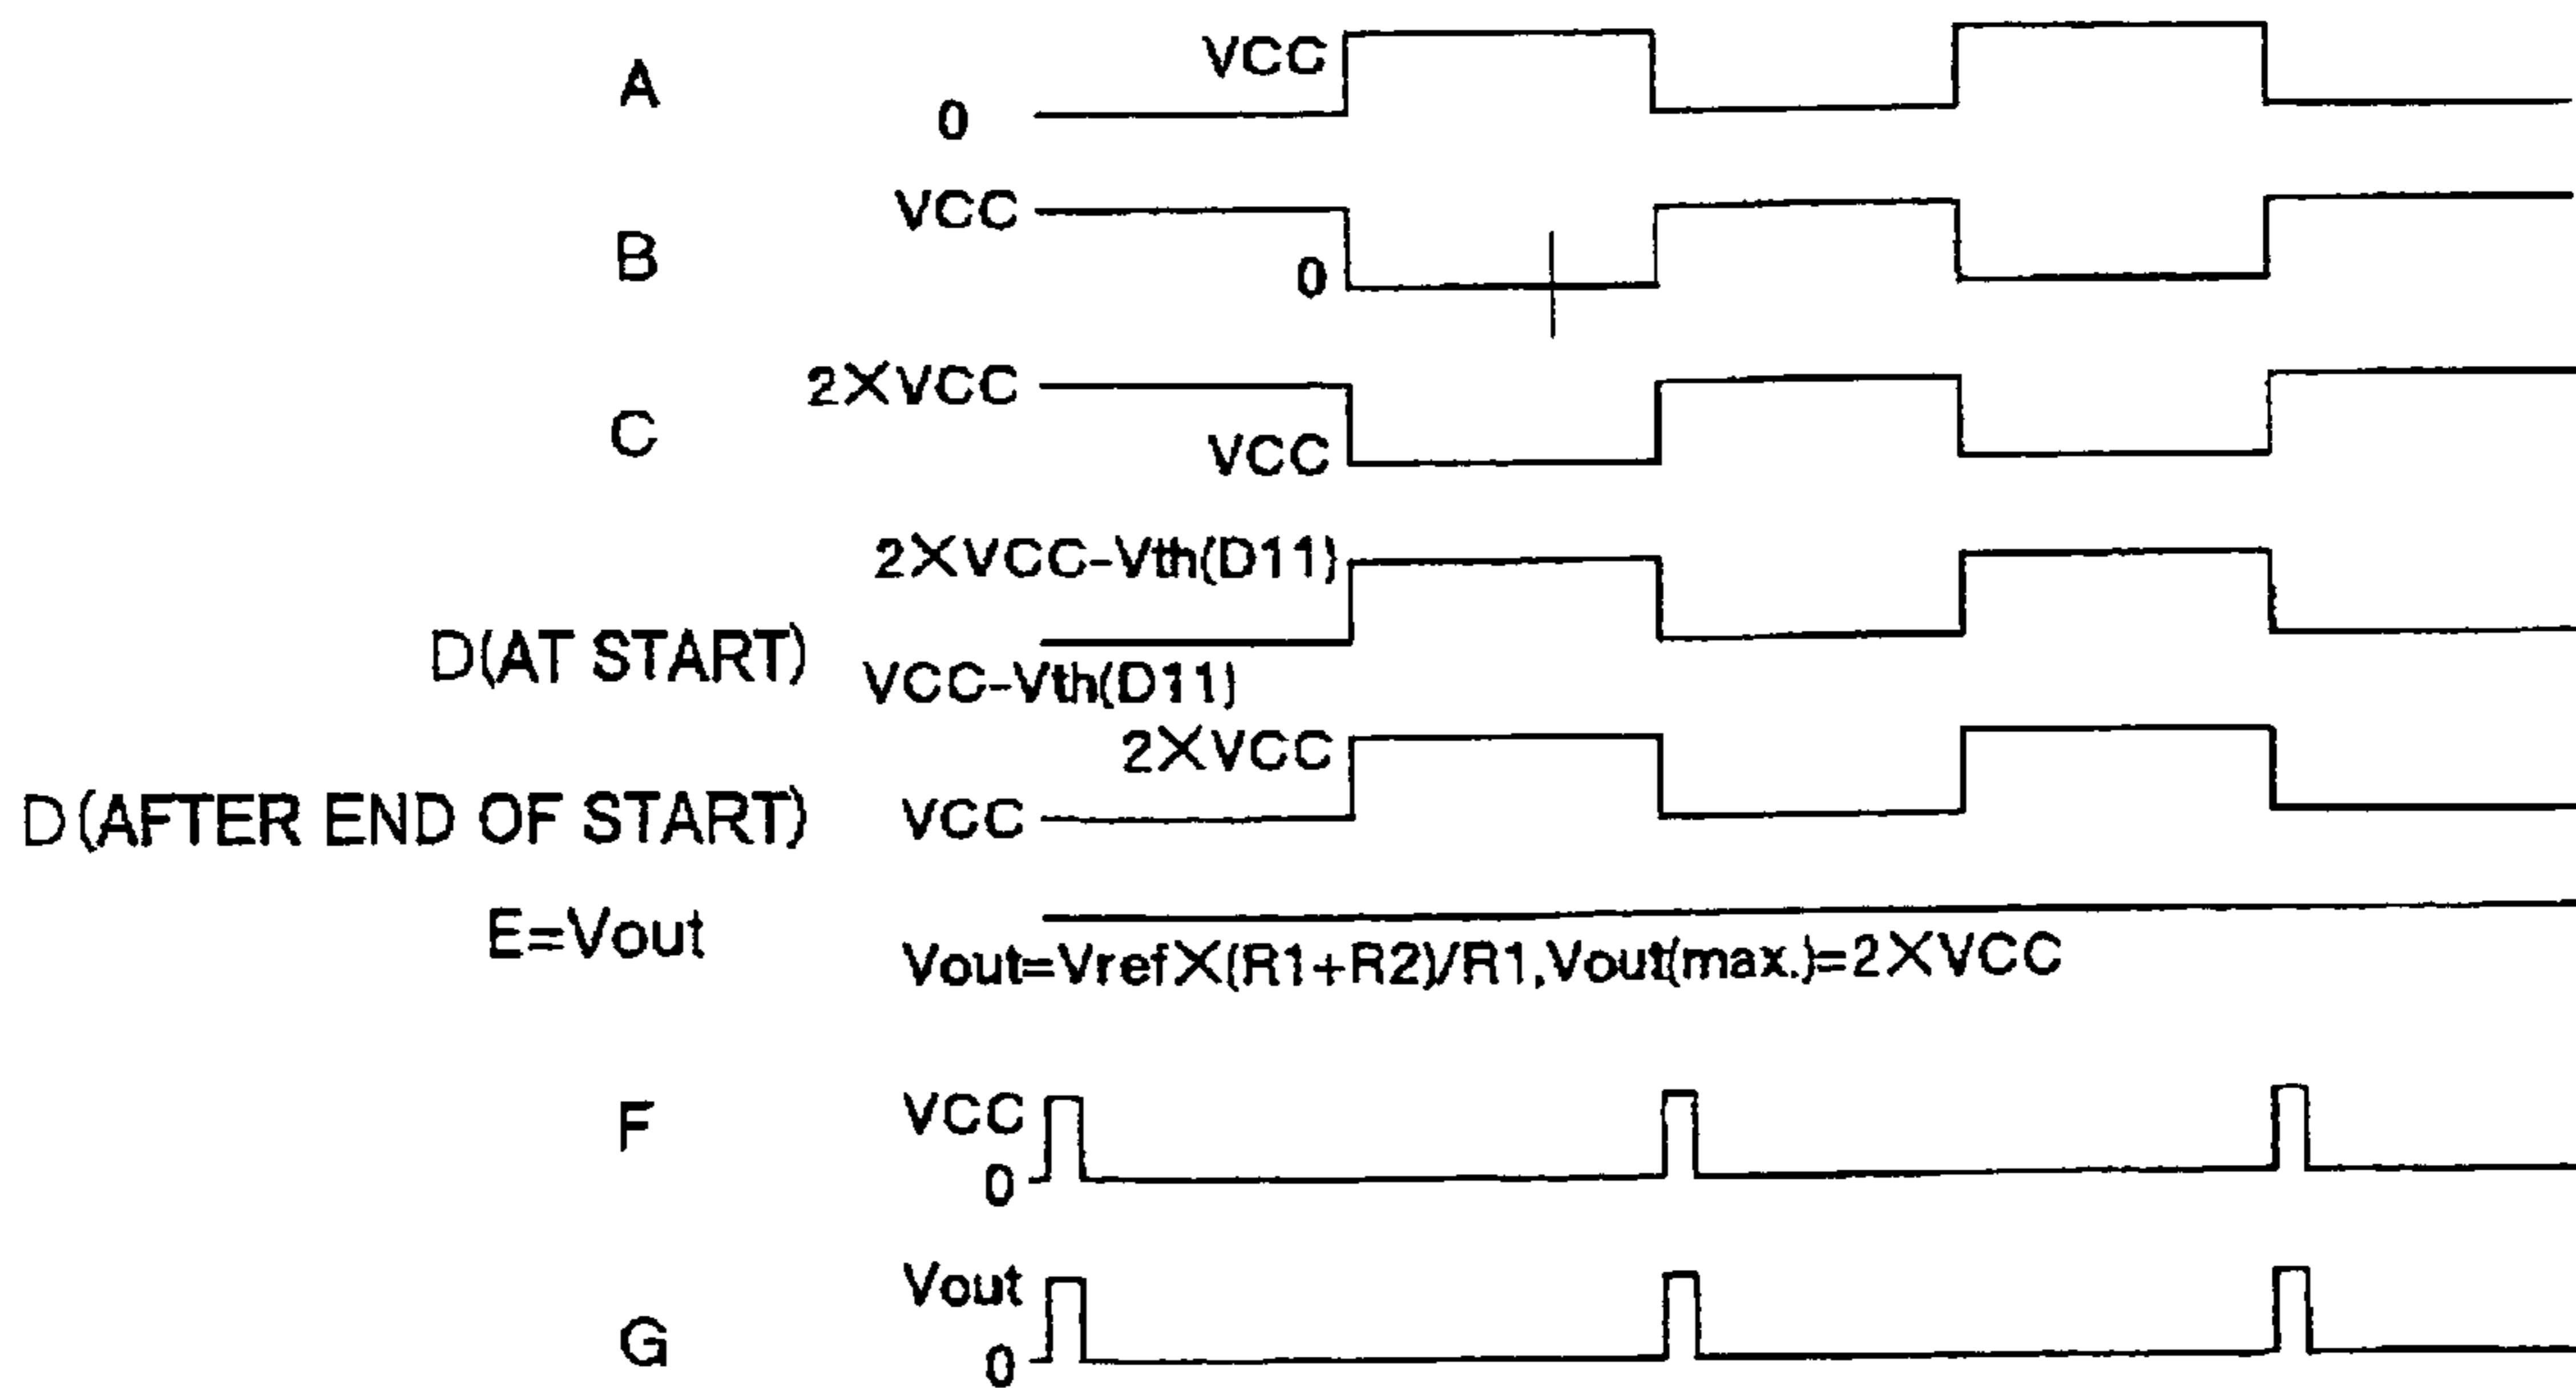 A
VCC
0
B
VCC
0
C
2XVCC
VCC
D(AT START)
2XVCC-Vth(D11)
VCC-Vth(D11)
D(AFTER END OF START)
2XVCC
VCC
E=Vout
Vout=VrefX(R1+R2)/R1,Vout(max.)=2XVCC
F
VCC
0
G
Vout
0